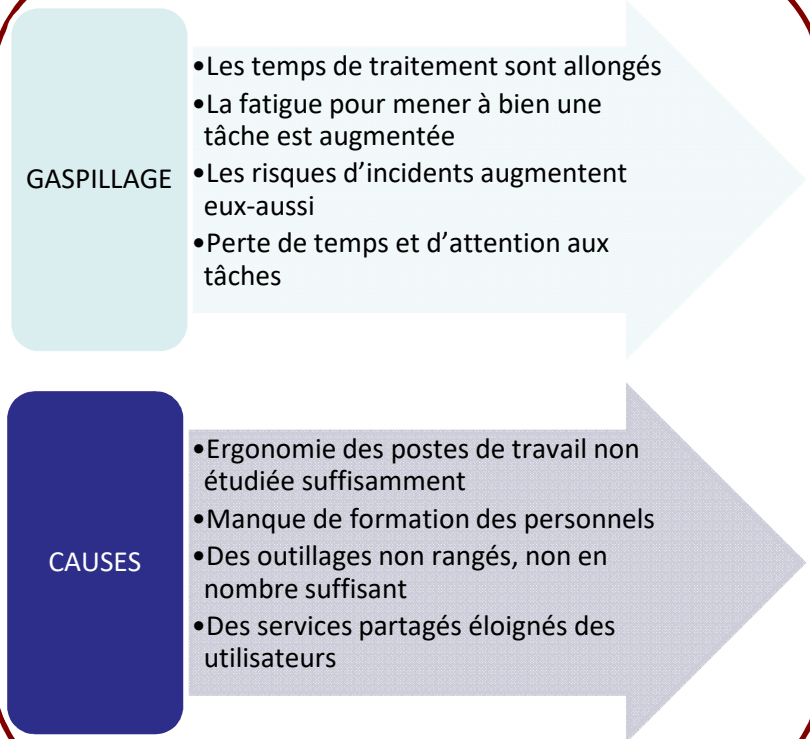 GASPILLAGE
•Les temps de traitement sont allongés
•La fatigue pour mener à bien une
tâche est augmentée
•Les risques d’incidents augmentent
eux-aussi
•Perte de temps et d’attention aux
tâches
CAUSES
•Ergonomie des postes de travail non
étudiée suffisamment
•Manque de formation des personnels
•Des outillages non rangés, non en
nombre suffisant
•Des services partagés éloignés des
utilisateurs